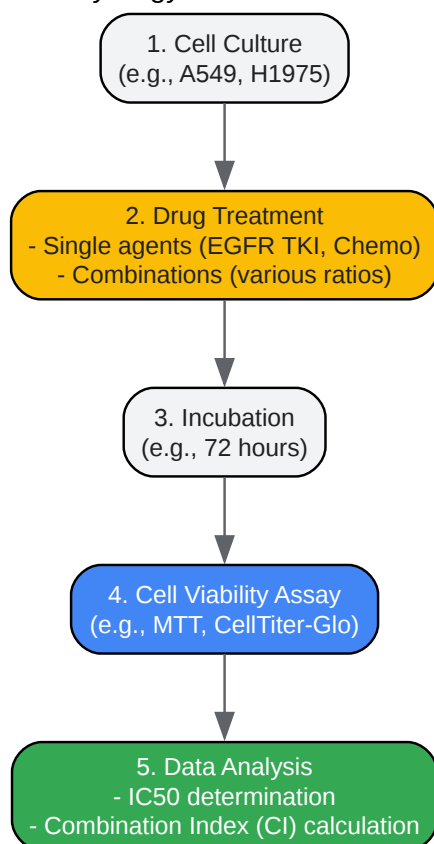 1. Cell Culture
(e.g., A549, H1975)
2. Drug Treatment
- Single agents (EGFR TKI, Chemo)
- Combinations (various ratios)
3. Incubation
(e.g., 72 hours)
4. Cell Viability Assay
(e.g., MTT, CellTiter-Glo)
5. Data Analysis
- IC50 determination
- Combination Index (CI) calculation